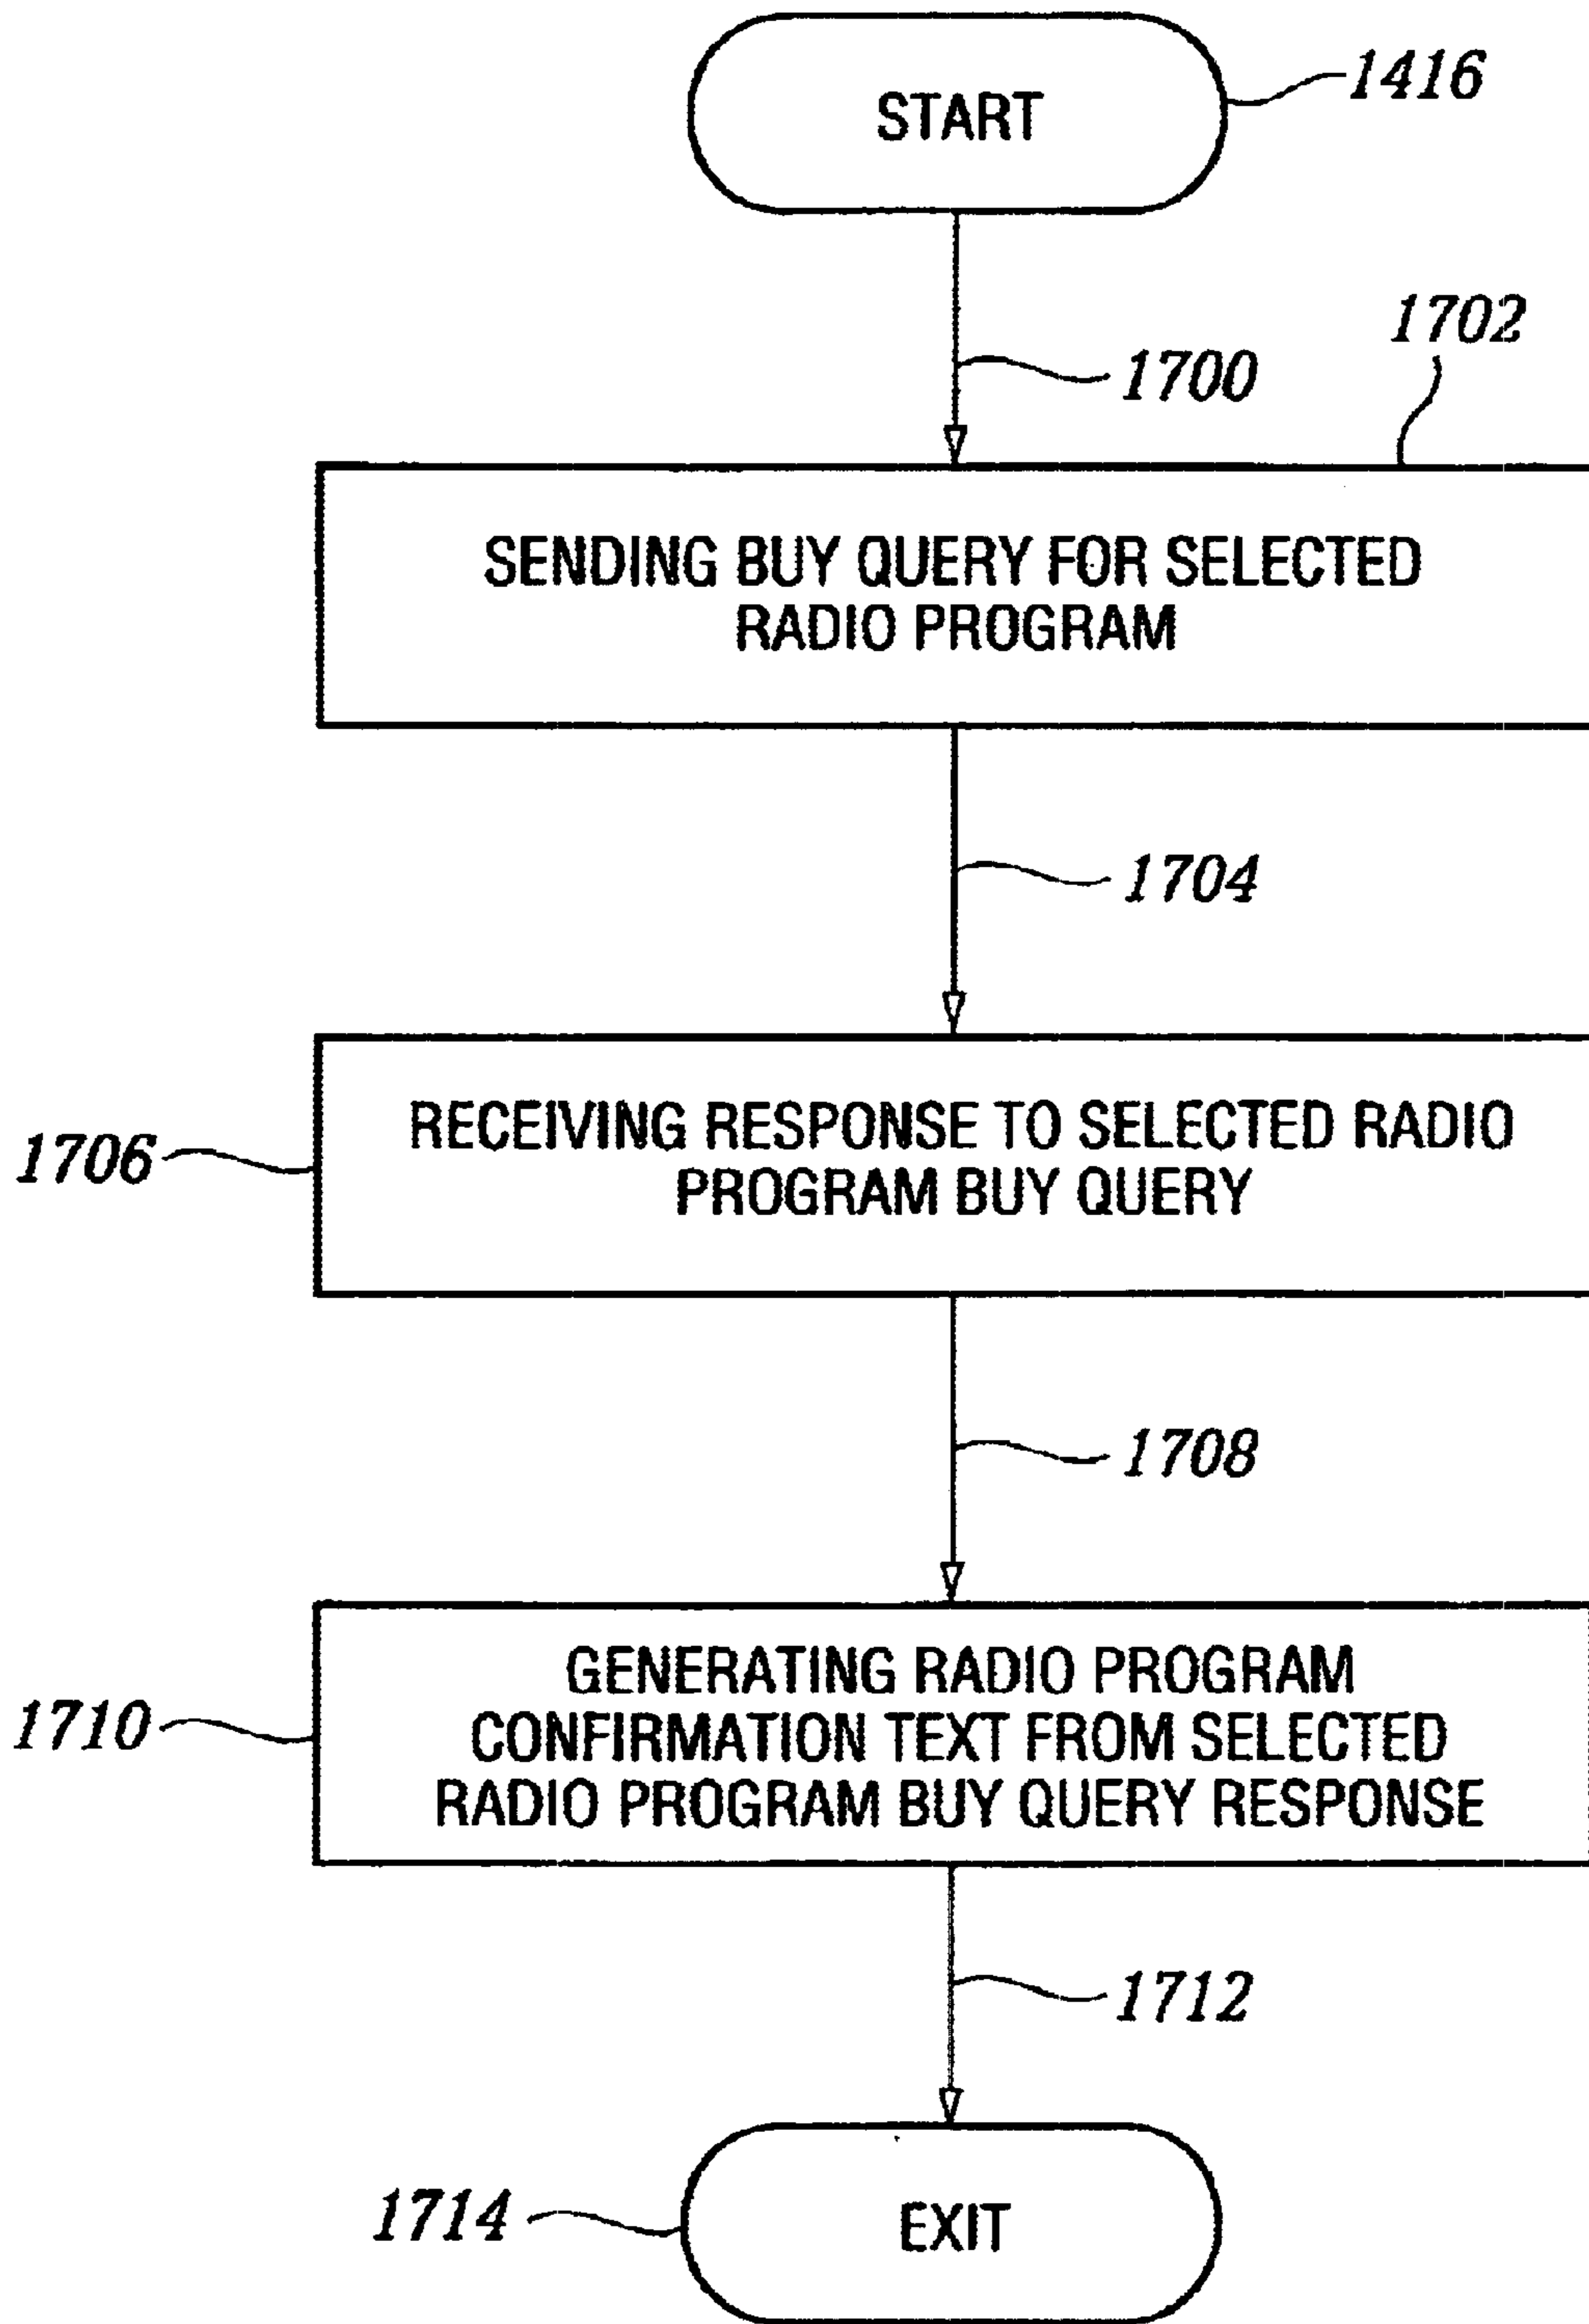 START
1416
1700
1702
SENDING BUY QUERY FOR SELECTED
RADIO PROGRAM
1704
1706
RECEIVING RESPONSE TO SELECTED RADIO
PROGRAM BUY QUERY
1708
1710
GENERATING RADIO PROGRAM
CONFIRMATION TEXT FROM SELECTED
RADIO PROGRAM BUY QUERY RESPONSE
1712
1714
EXIT